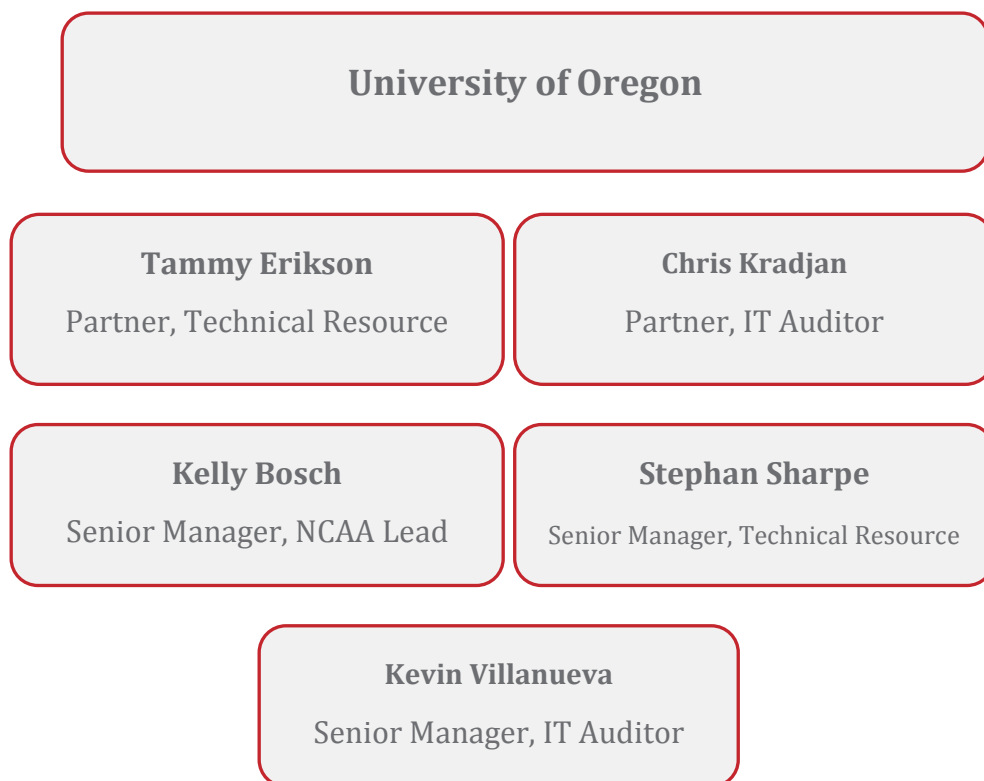 University of Oregon
Tammy Erikson
Partner, Technical Resource
Chris Kradjan
Partner, IT Auditor
Kelly Bosch
Senior Manager, NCAA Lead
Stephan Sharpe
Senior Manager, Technical Resource
Kevin Villanueva
Senior Manager, IT Auditor